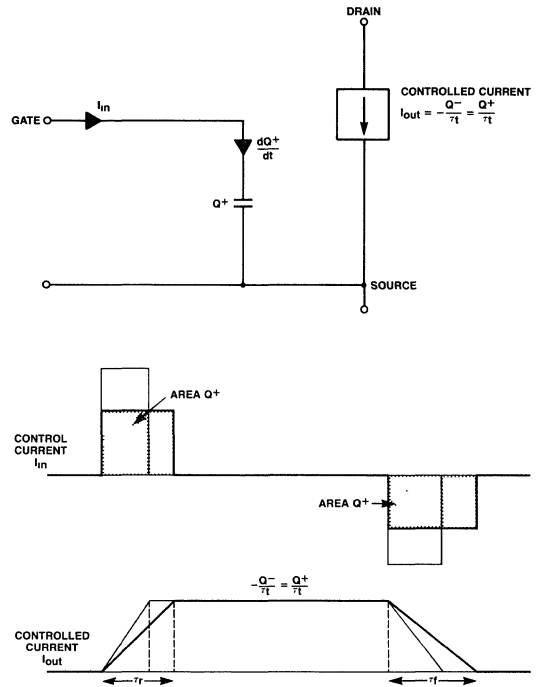 DRAIN
CONTROLLED CURRENT
Iout = -Q⁻/τt = Q⁺/τt
Iin
GATE
dQ⁺/dt
Q⁺
SOURCE
AREA Q⁺
CONTROL
CURRENT
Iin
AREA Q⁺
-Q⁻/τt = Q⁺/τt
CONTROLLED
CURRENT
Iout
τr
τf